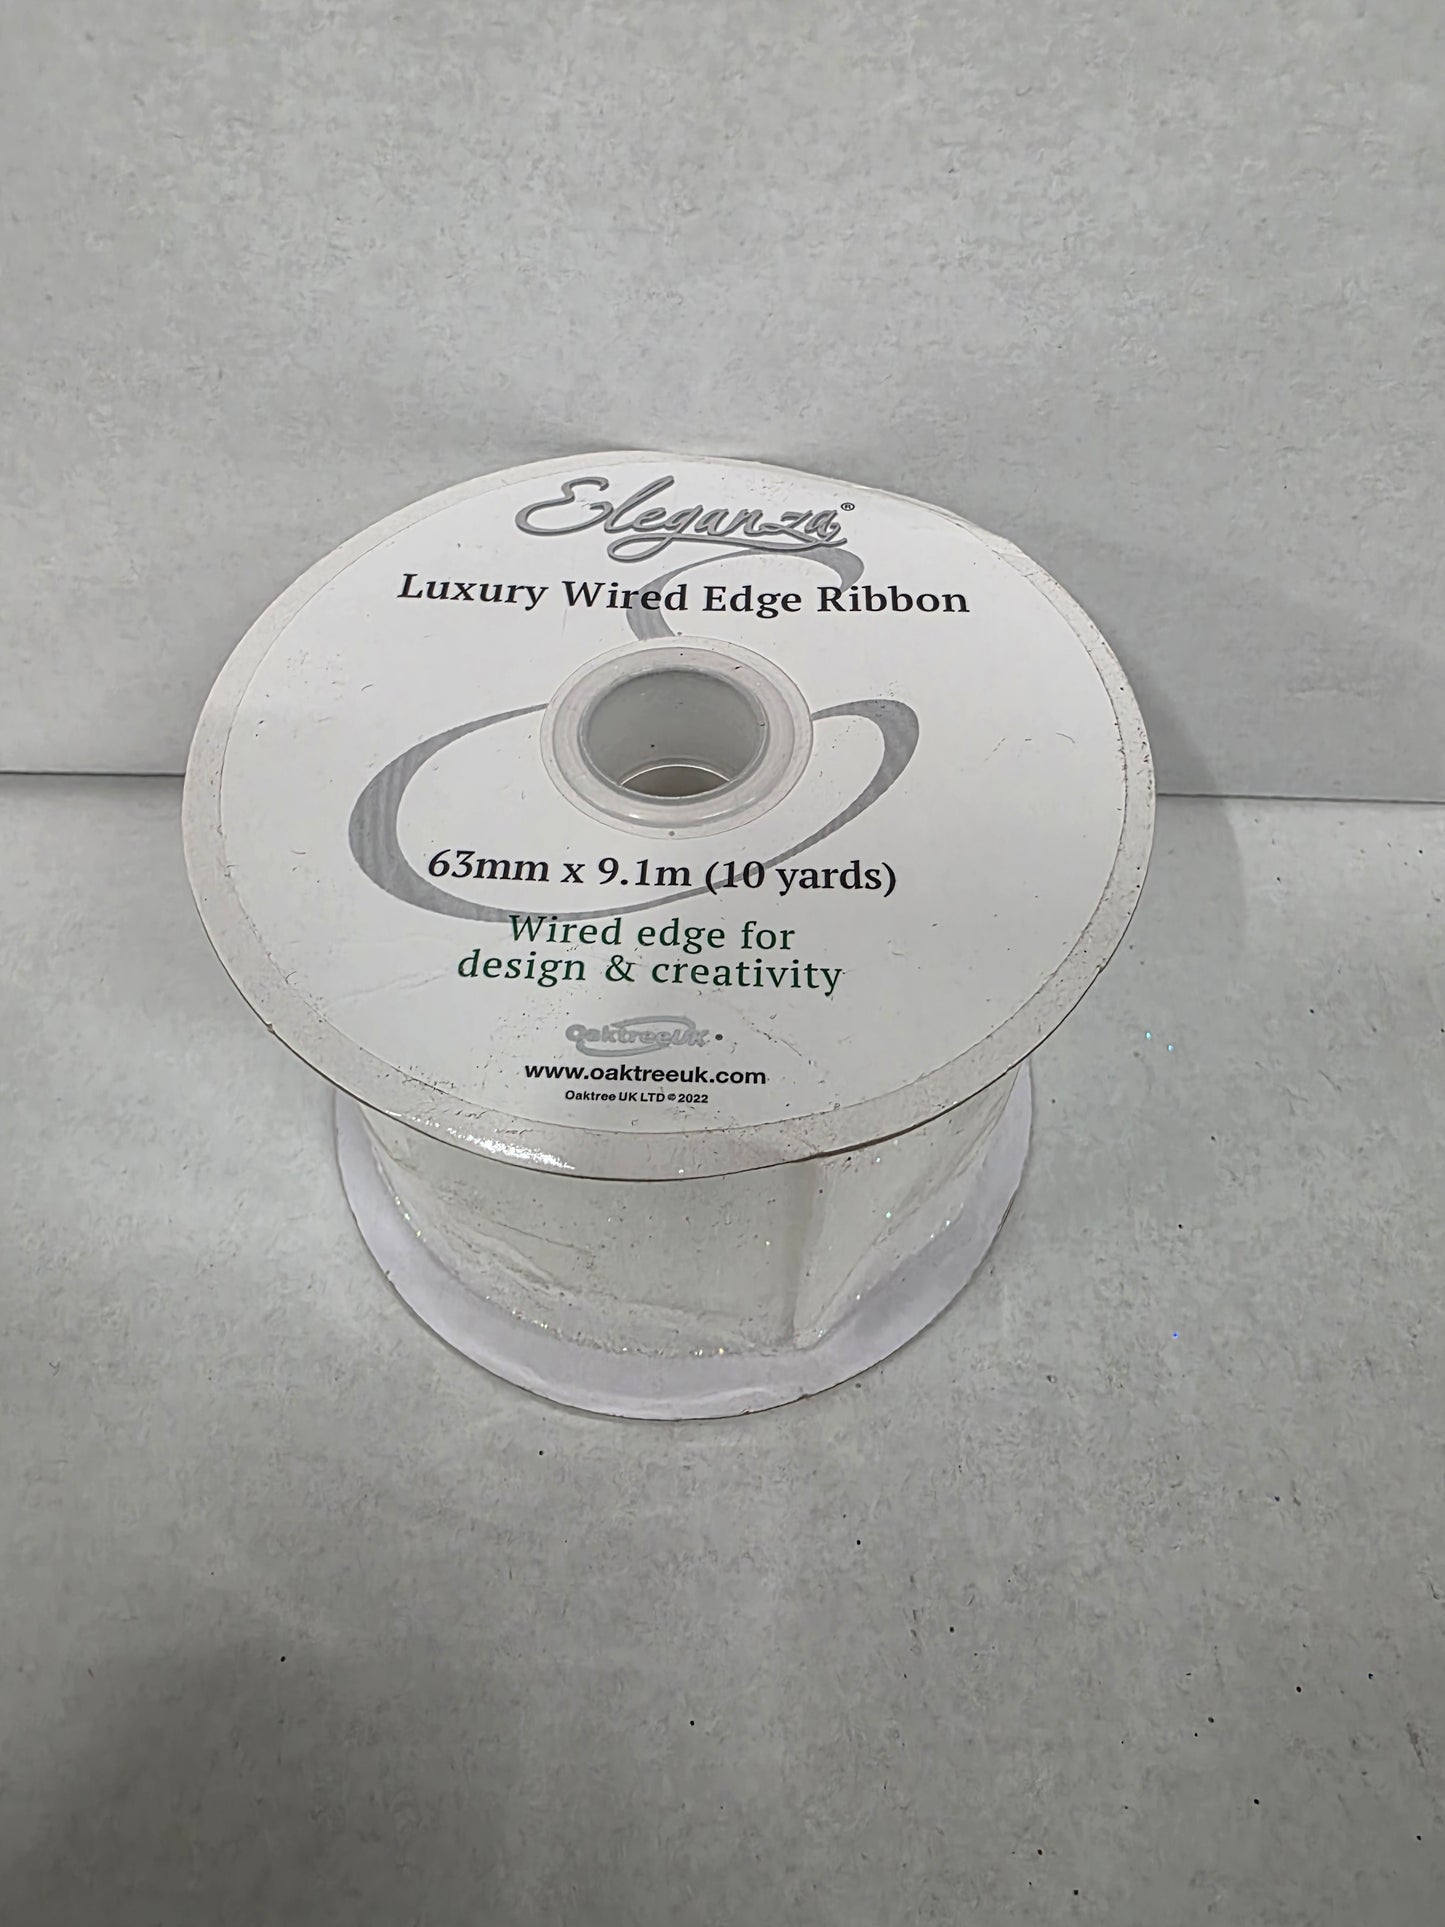 Eleganza®
Luxury Wired Edge Ribbon
63mm x 9.1m (10 yards)
Wired edge for
design & creativity
OaktreeUK
www.oaktreeuk.com
Oaktree UK LTD © 2022